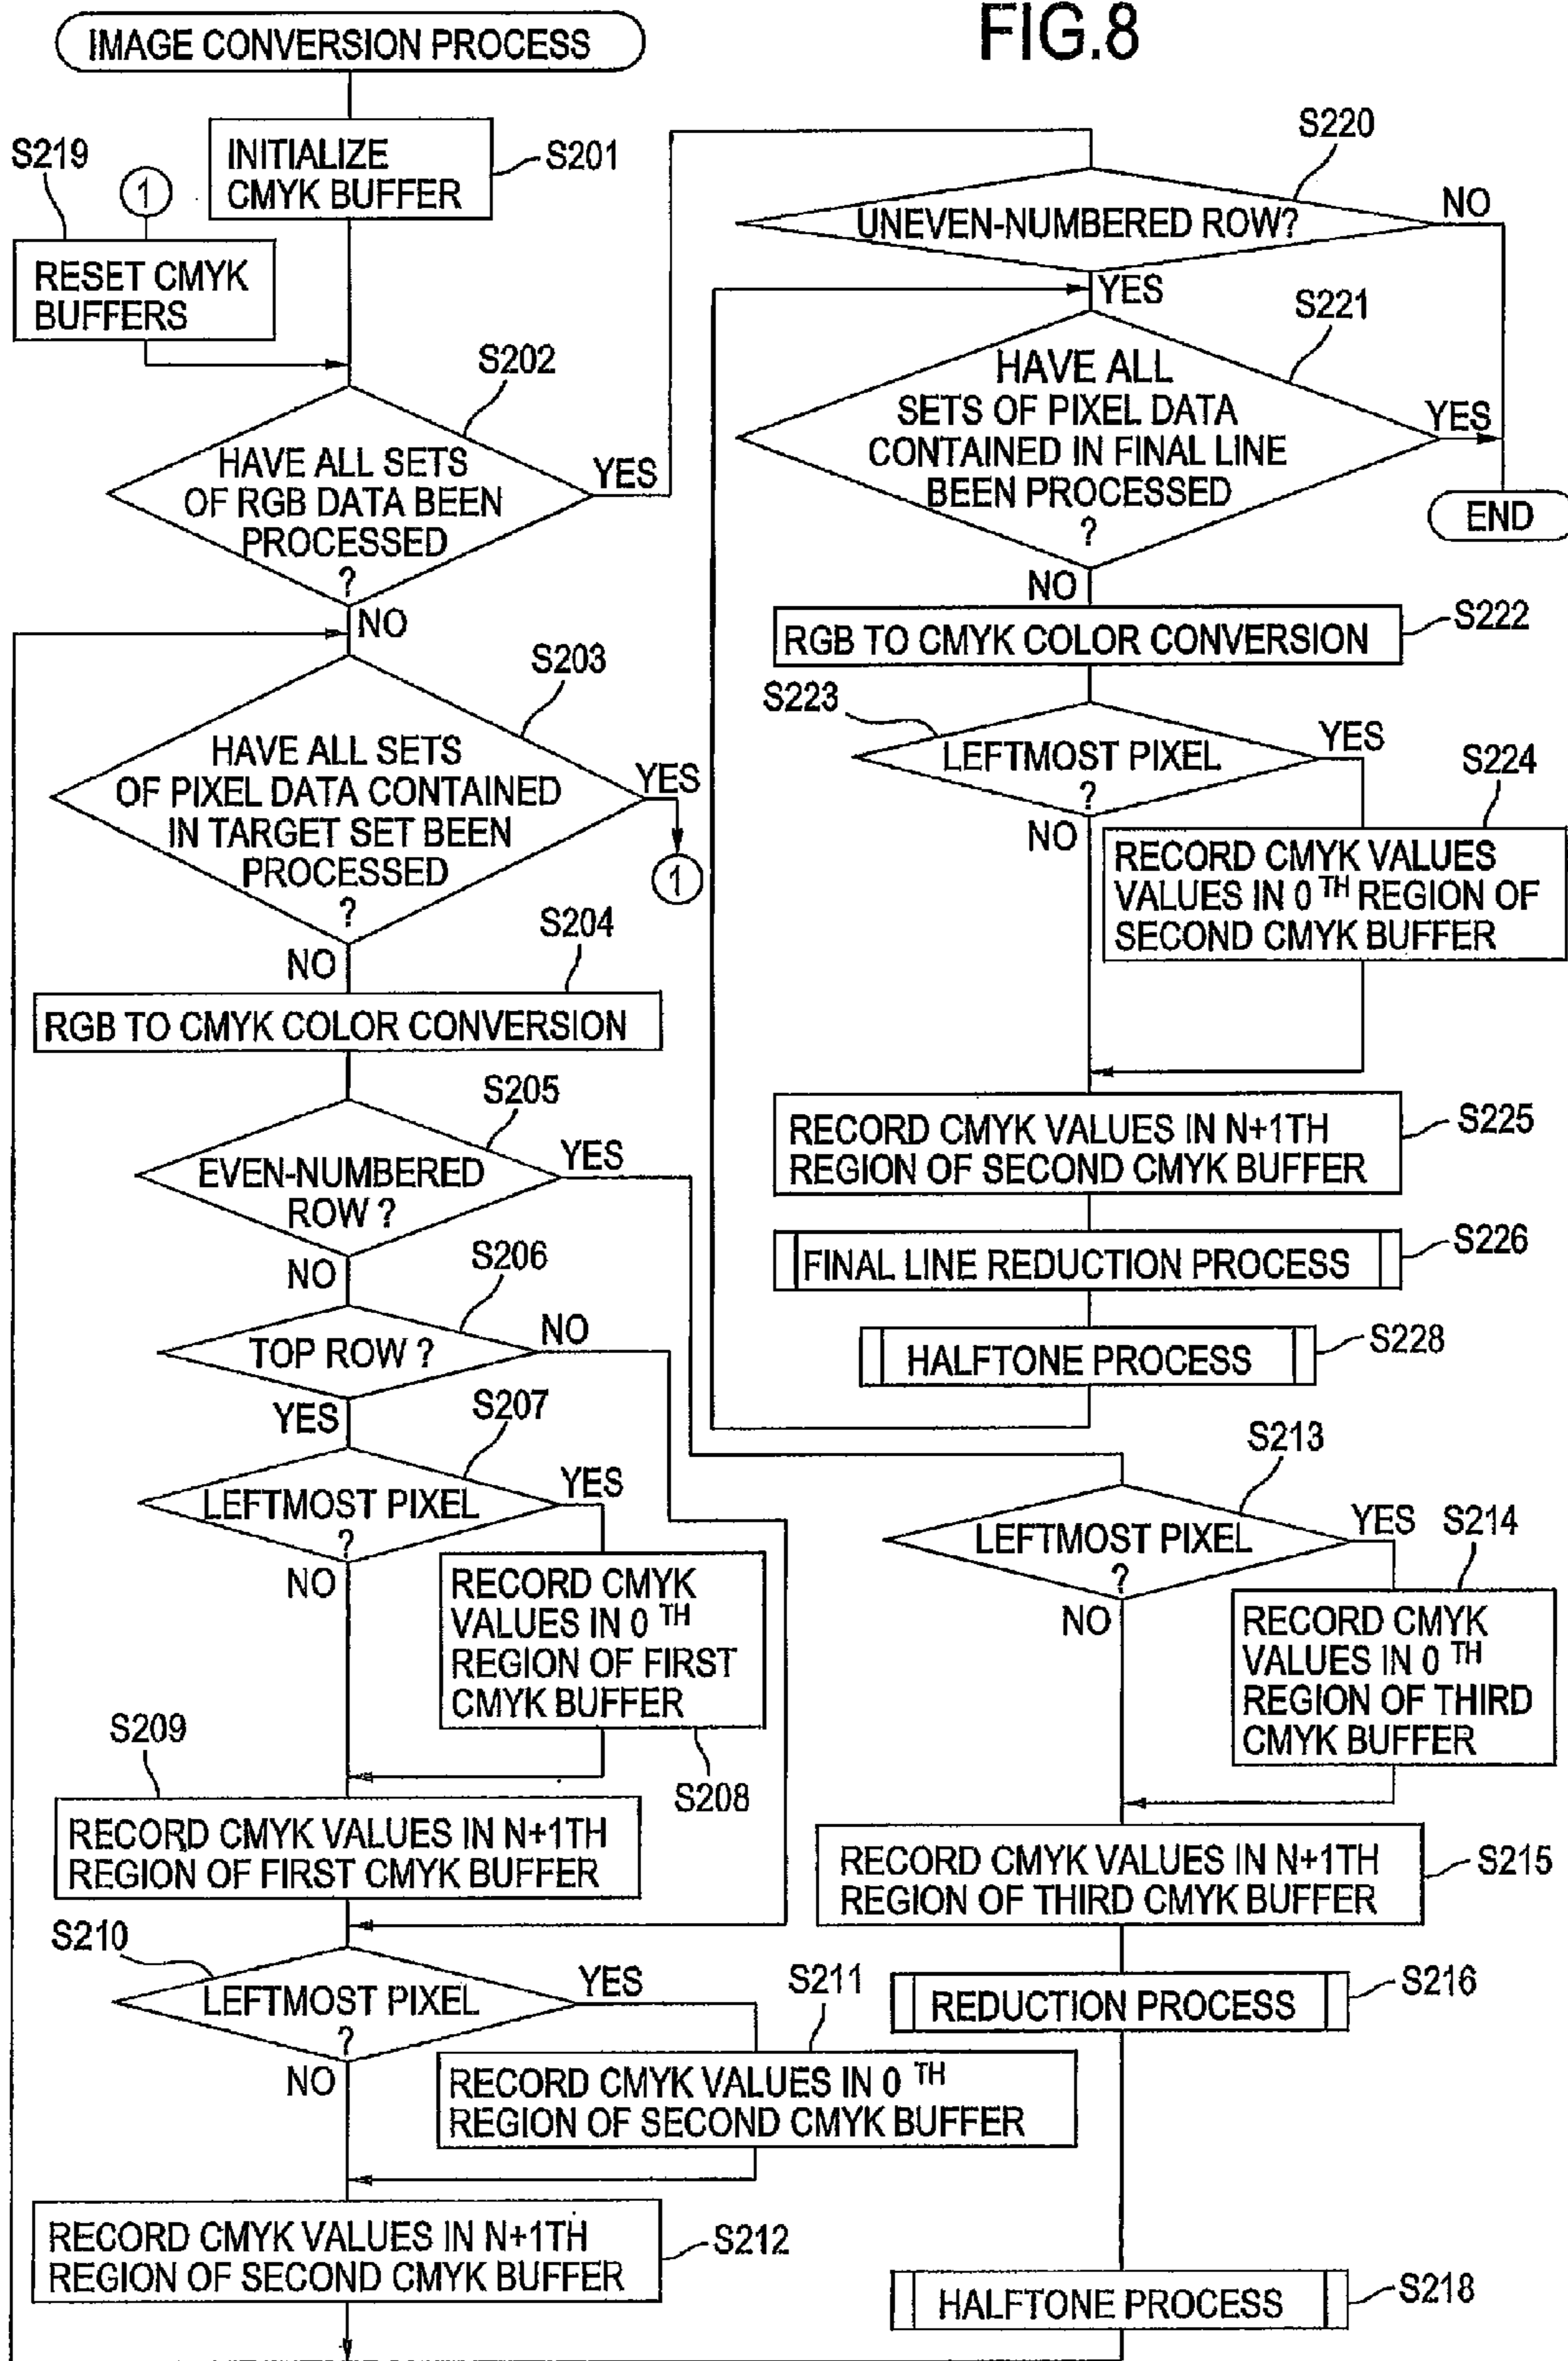 FIG.8
IMAGE CONVERSION PROCESS
INITIALIZE
CMYK BUFFER
S201
S219
1
RESET CMYK
BUFFERS
S202
HAVE ALL SETS
OF RGB DATA BEEN
PROCESSED
?
YES
NO
S203
HAVE ALL SETS
OF PIXEL DATA CONTAINED
IN TARGET SET BEEN
PROCESSED
?
YES
1
NO
S204
RGB TO CMYK COLOR CONVERSION
S205
EVEN-NUMBERED
ROW ?
YES
NO
S206
TOP ROW ?
NO
YES
S207
LEFTMOST PIXEL
?
YES
NO
RECORD CMYK
VALUES IN 0 TH
REGION OF FIRST
CMYK BUFFER
S208
S209
RECORD CMYK VALUES IN N+1TH
REGION OF FIRST CMYK BUFFER
S210
LEFTMOST PIXEL
?
YES
NO
S211
RECORD CMYK VALUES IN 0 TH
REGION OF SECOND CMYK BUFFER
RECORD CMYK VALUES IN N+1TH
REGION OF SECOND CMYK BUFFER
S212
S220
UNEVEN-NUMBERED ROW?
NO
YES
S221
HAVE ALL
SETS OF PIXEL DATA
CONTAINED IN FINAL LINE
BEEN PROCESSED
?
YES
END
NO
RGB TO CMYK COLOR CONVERSION
S222
S223
LEFTMOST PIXEL
?
YES
NO
S224
RECORD CMYK VALUES
VALUES IN 0 TH REGION OF
SECOND CMYK BUFFER
RECORD CMYK VALUES IN N+1TH
REGION OF SECOND CMYK BUFFER
S225
FINAL LINE REDUCTION PROCESS
S226
HALFTONE PROCESS
S228
S213
LEFTMOST PIXEL
?
YES
NO
S214
RECORD CMYK
VALUES IN 0 TH
REGION OF THIRD
CMYK BUFFER
RECORD CMYK VALUES IN N+1TH
REGION OF THIRD CMYK BUFFER
S215
REDUCTION PROCESS
S216
HALFTONE PROCESS
S218